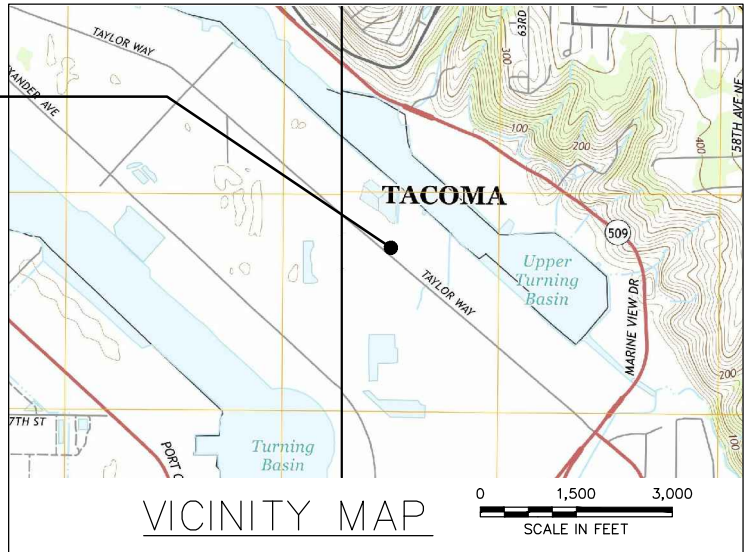 TAYLOR WAY
63RD
300
XANDER AVE
100
200
400
58TH AVE NE
TACOMA
509
Upper
Turning
Basin
TAYLOR WAY
MARINE VIEW DR
200
7TH ST
PORT
100
Turning
Basin
VICINITY MAP
0 1,500 3,000
SCALE IN FEET